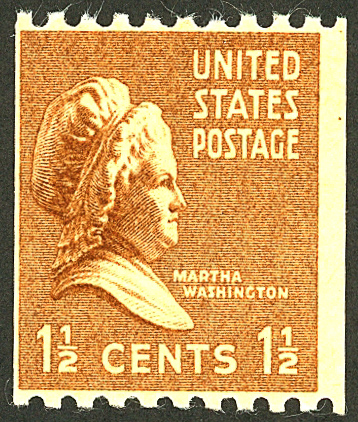 UNITED
STATES
POSTAGE
MARTHA
WASHINGTON
1½ CENTS 1½